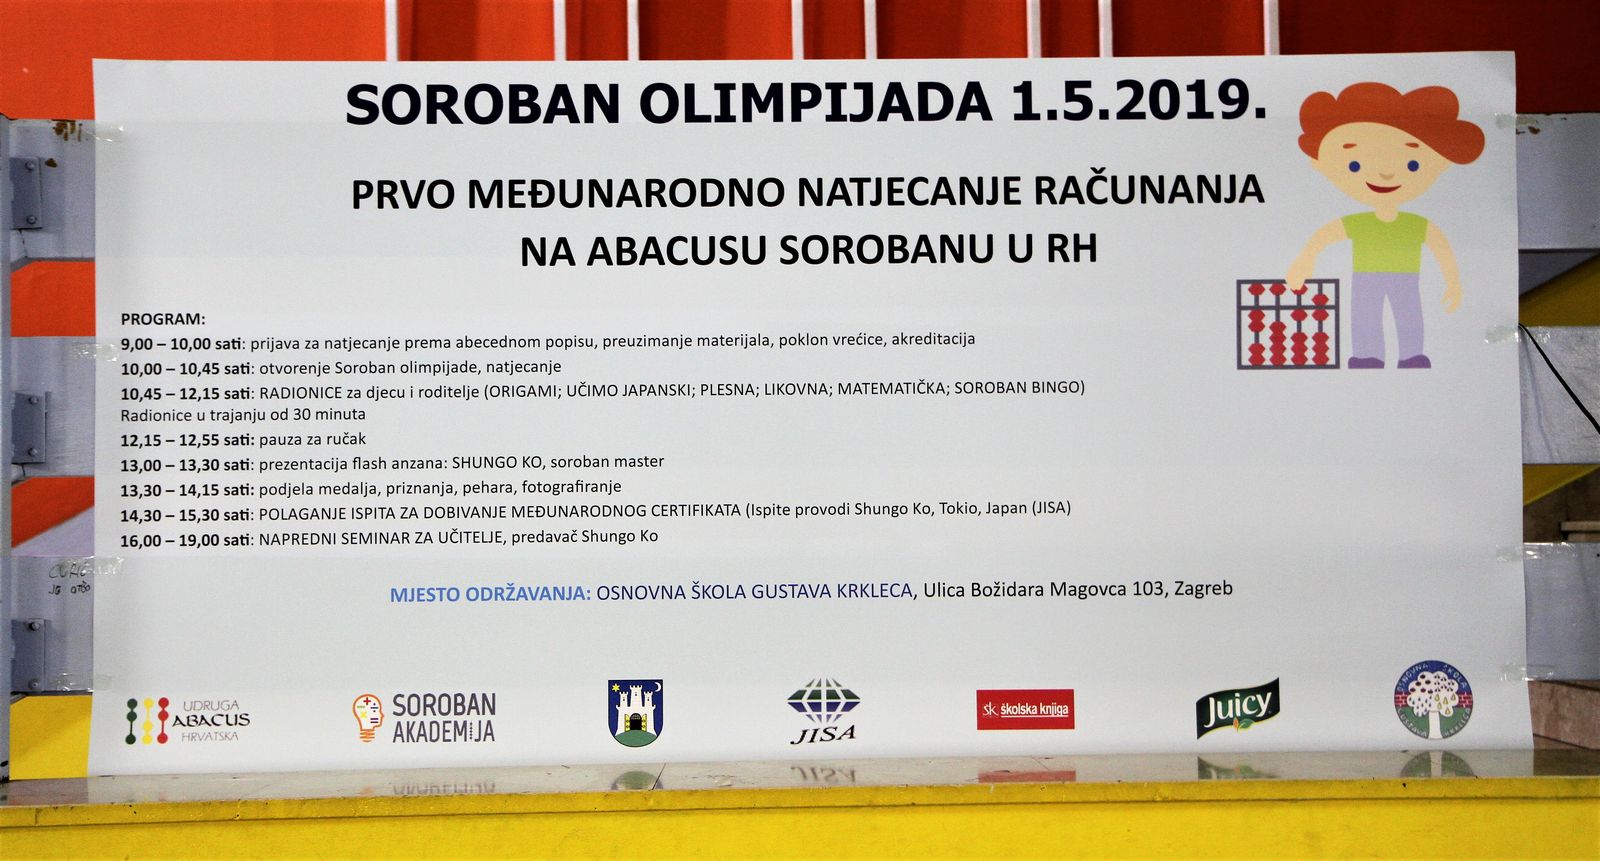 SOROBAN OLIMPIJADA 1.5.2019.
PRVO MEĐUNARODNO NATJECANJE RAČUNANJA
NA ABACUSU SOROBANU U RH
PROGRAM:
9,00 – 10,00 sati: prijava za natjecanje prema abecednom popisu, preuzimanje materijala, poklon vrećice, akreditacija
10,00 – 10,45 sati: otvorenje Soroban olimpijade, natjecanje
10,45 – 12,15 sati: RADIONICE za djecu i roditelje (ORIGAMI; UČIMO JAPANSKI; PLESNA; LIKOVNA; MATEMATIČKA; SOROBAN BINGO)
Radionice u trajanju od 30 minuta
12,15 – 12,55 sati: pauza za ručak
13,00 – 13,30 sati: prezentacija flash anzana: SHUNGO KO, soroban master
13,30 – 14,15 sati: podjela medalja, priznanja, pehara, fotografiranje
14,30 – 15,30 sati: POLAGANJE ISPITA ZA DOBIVANJE MEĐUNARODNOG CERTIFIKATA (Ispite provodi Shungo Ko, Tokio, Japan (JISA)
16,00 – 19,00 sati: NAPREDNI SEMINAR ZA UČITELJE, predavač Shungo Ko
MJESTO ODRŽAVANJA: OSNOVNA ŠKOLA GUSTAVA KRKLECA, Ulica Božidara Magovca 103, Zagreb
UDRUGA
ABACUS
HRVATSKA
SOROBAN
AKADEMIJA
JISA
sk školska knjiga
Juicy
OSNOVNA ŠKOLA
GUSTAVA KRKLECA